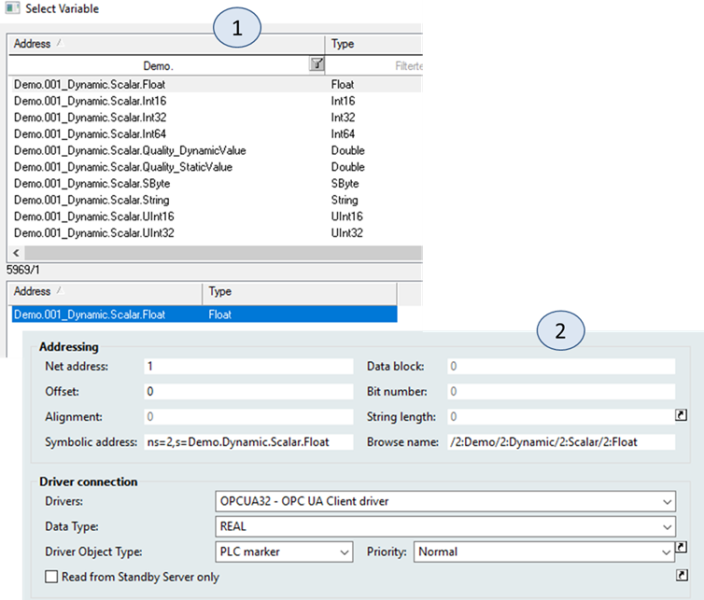 Select Variable
1
Address Type
Demo. Filterte
Demo.001_Dynamic.Scalar.Float Float
Demo.001_Dynamic.Scalar.Int16 Int16
Demo.001_Dynamic.Scalar.Int32 Int32
Demo.001_Dynamic.Scalar.Int64 Int64
Demo.001_Dynamic.Scalar.Quality_DynamicValue Double
Demo.001_Dynamic.Scalar.Quality_StaticValue Double
Demo.001_Dynamic.Scalar.SByte SByte
Demo.001_Dynamic.Scalar.String String
Demo.001_Dynamic.Scalar.UInt16 UInt16
Demo.001_Dynamic.Scalar.UInt32 UInt32
5969/1
Address Type
Demo.001_Dynamic.Scalar.Float Float
2
Addressing
Net address: 1 Data block: 0
Offset: 0 Bit number: 0
Alignment: 0 String length: 0
Symbolic address: ns=2,s=Demo.Dynamic.Scalar.Float Browse name: /2:Demo/2:Dynamic/2:Scalar/2:Float
Driver connection
Drivers: OPCUA32 - OPC UA Client driver
Data Type: REAL
Driver Object Type: PLC marker Priority: Normal
Read from Standby Server only